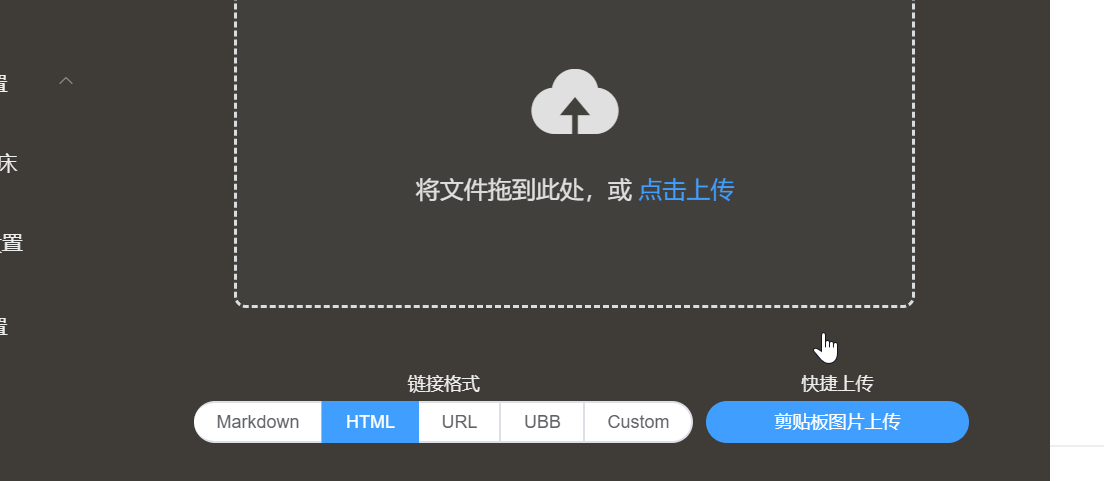 置
床
置
置
将文件拖到此处，或 点击上传
链接格式
快捷上传
Markdown
HTML
URL
UBB
Custom
剪贴板图片上传